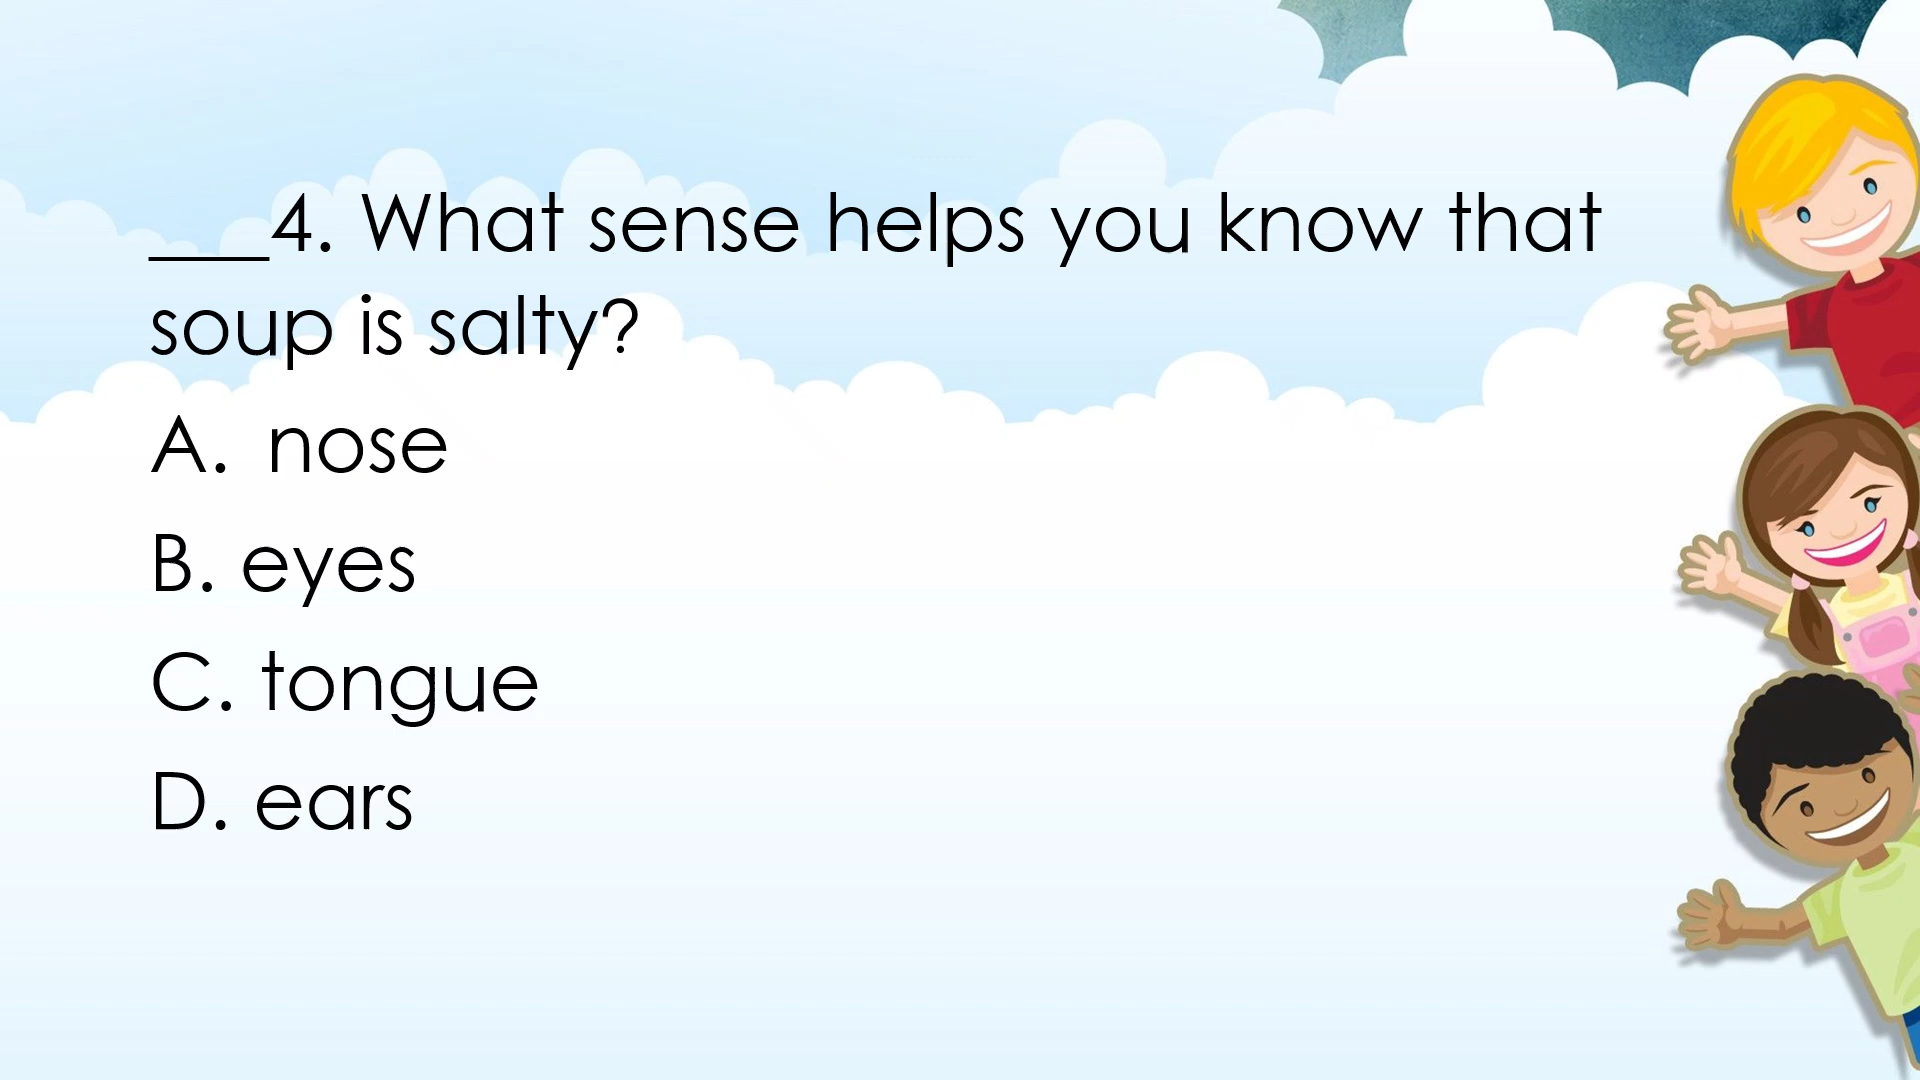 ___4. What sense helps you know that
soup is salty?
A. nose
B. eyes
C. tongue
D. ears